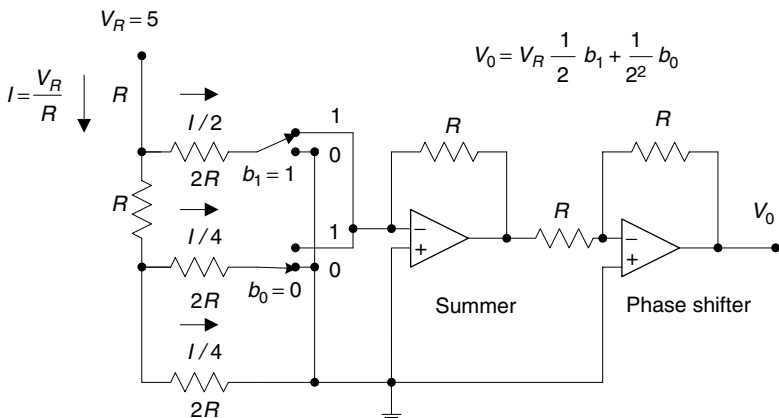 V_R = 5
V_0 = V_R 1/2 b_1 + 1/2^2 b_0
I = V_R/R
R
I/2
1
0
2R
b_1 = 1
R
R
R
R
V_0
I/4
1
0
2R
b_0 = 0
−
+
−
+
Summer
Phase shifter
I/4
2R